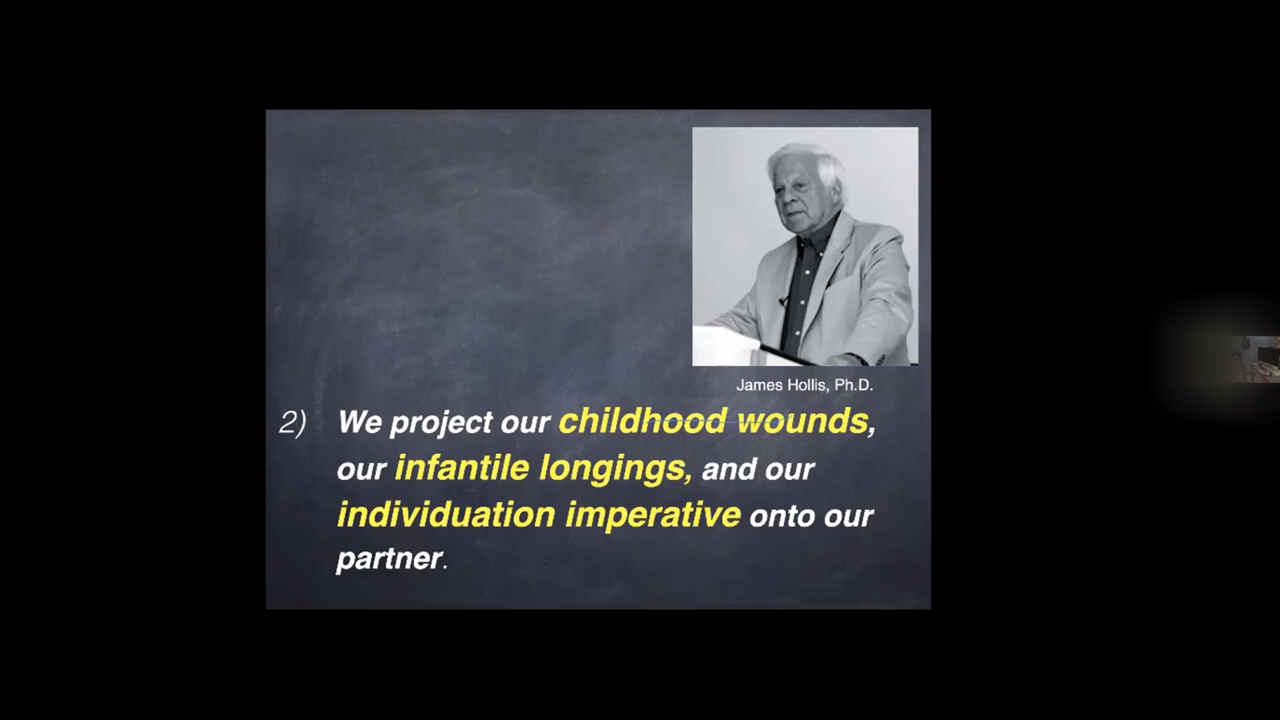 James Hollis, Ph.D.
2) We project our childhood wounds,
our infantile longings, and our
individuation imperative onto our
partner.